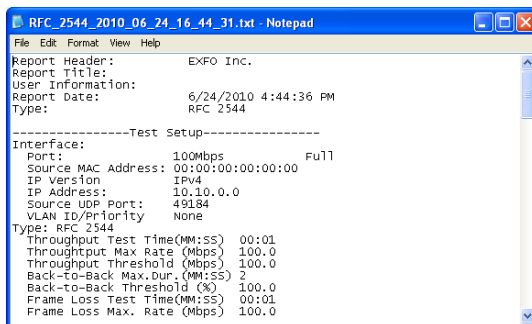 RFC_2544_2010_06_24_16_44_31.txt - Notepad
File Edit Format View Help
Report Header: EXFO Inc.
Report Title:
User Information:
Report Date: 6/24/2010 4:44:36 PM
Type: RFC 2544
----------------Test Setup----------------
Interface:
Port: 100Mbps Full
Source MAC Address: 00:00:00:00:00:00
IP Version IPv4
IP Address: 10.10.0.0
Source UDP Port: 49184
VLAN ID/Priority None
Type: RFC 2544
Throughput Test Time(MM:SS) 00:01
Throughtput Max Rate (Mbps) 100.0
Throughput Threshold (Mbps) 100.0
Back-to-Back Max.Dur.(MM:SS) 2
Back-to-Back Threshold (%) 100.0
Frame Loss Test Time(MM:SS) 00:01
Frame Loss Max. Rate (Mbps) 100.0